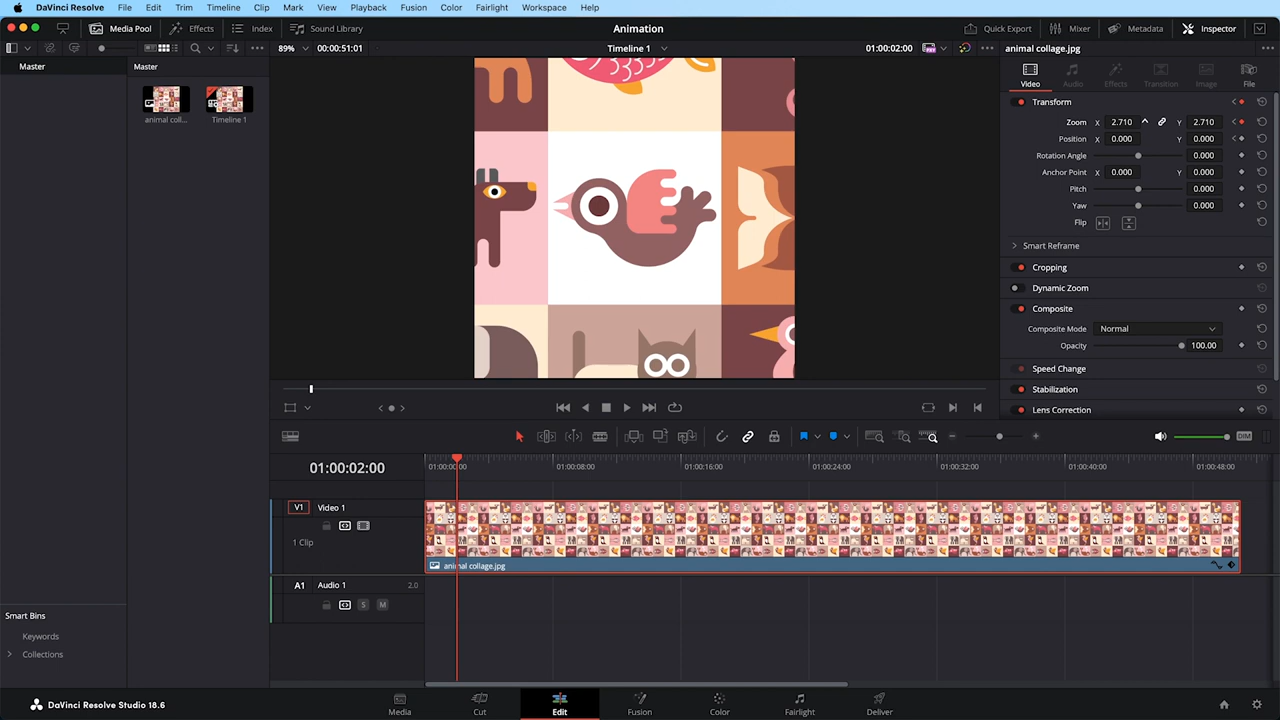 DaVinci Resolve File Edit Trim Timeline Clip Mark View Playback Fusion Color Fairlight Workspace Help
Media Pool Effects Index Sound Library Animation Quick Export Mixer Metadata Inspector
89% 00:00:51:01 Timeline 1 01:00:02:00 animal collage.jpg
Master Master
animal coll... Timeline 1
Video Audio Effects Transition Image File
Transform
Zoom X 2.710 Y 2.710
Position X 0.000 Y 0.000
Rotation Angle 0.000
Anchor Point X 0.000 Y 0.000
Pitch 0.000
Yaw 0.000
Flip
Smart Reframe
Cropping
Dynamic Zoom
Composite
Composite Mode Normal
Opacity 100.00
Speed Change
Stabilization
Lens Correction
DIM
01:00:02:00
01:00:00:00 01:00:08:00 01:00:16:00 01:00:24:00 01:00:32:00 01:00:40:00 01:00:48:00
V1 Video 1
1 Clip
animal collage.jpg
A1 Audio 1 2.0
S M
Smart Bins
Keywords
Collections
DaVinci Resolve Studio 18.6
Media Cut Edit Fusion Color Fairlight Deliver